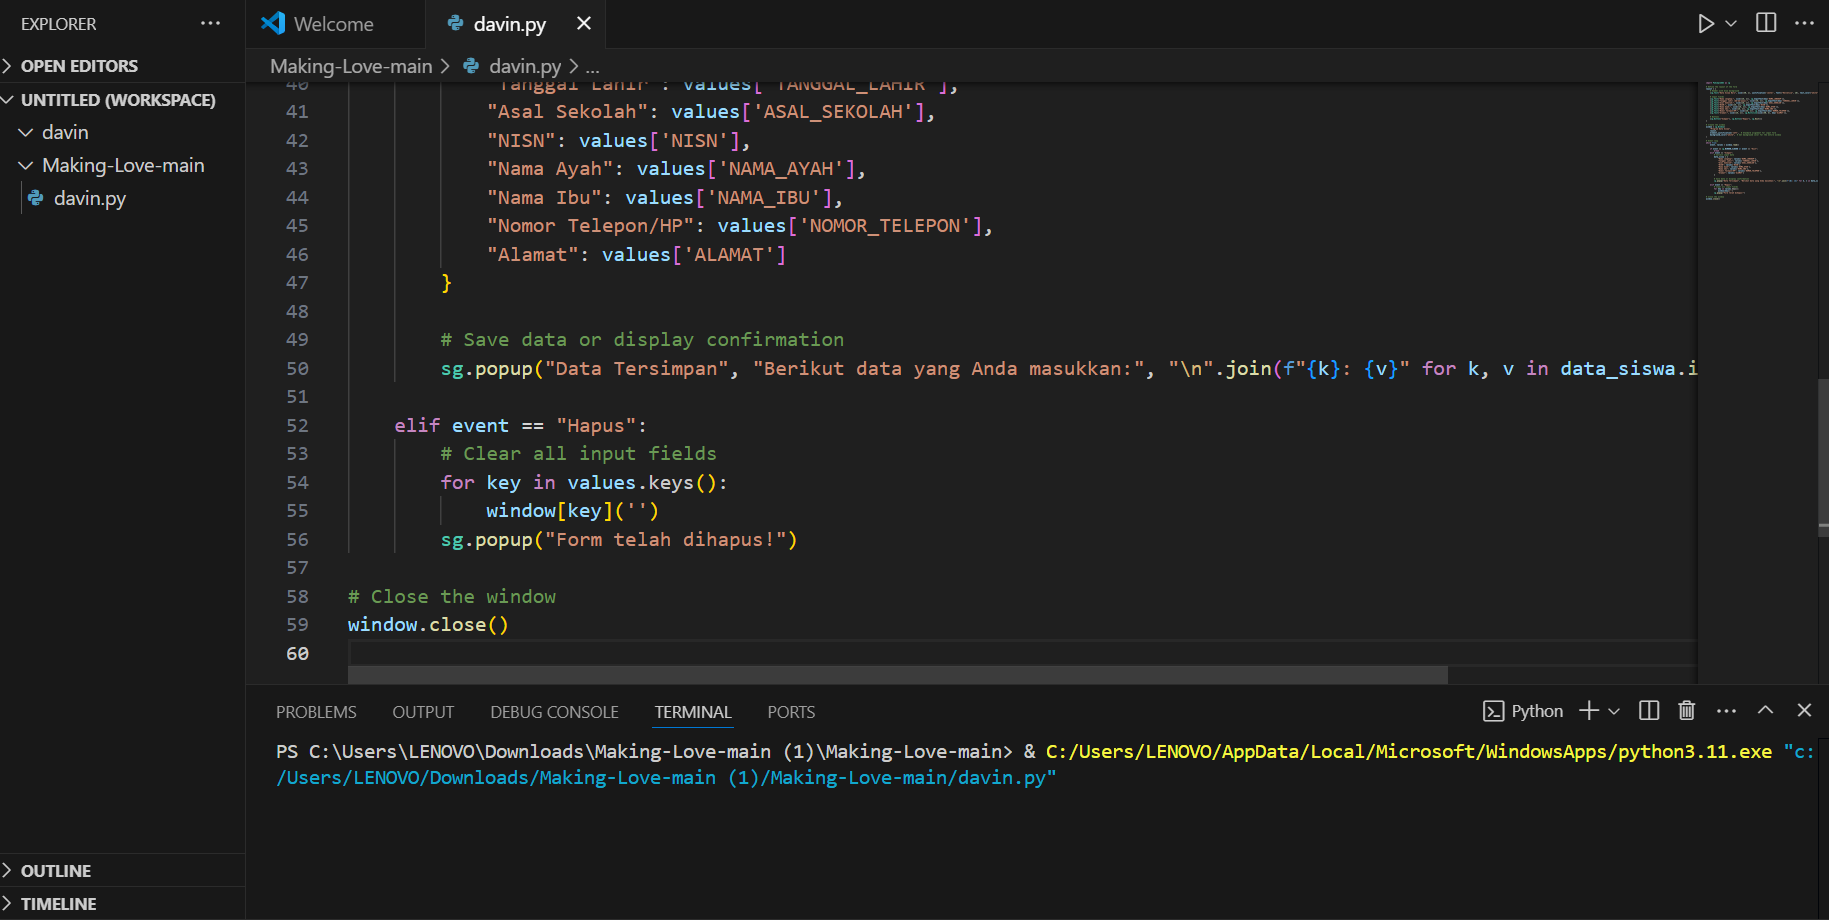 EXPLORER
Welcome
davin.py
OPEN EDITORS
Making-Love-main > davin.py > ...
UNTITLED (WORKSPACE)
davin
Making-Love-main
davin.py
40 "Tanggal Lahir": values['TANGGAL_LAHIR'],
41 "Asal Sekolah": values['ASAL_SEKOLAH'],
42 "NISN": values['NISN'],
43 "Nama Ayah": values['NAMA_AYAH'],
44 "Nama Ibu": values['NAMA_IBU'],
45 "Nomor Telepon/HP": values['NOMOR_TELEPON'],
46 "Alamat": values['ALAMAT']
47 }
48
49 # Save data or display confirmation
50 sg.popup("Data Tersimpan", "Berikut data yang Anda masukkan:", "\n".join(f"{k}: {v}" for k, v in data_siswa.i
51
52 elif event == "Hapus":
53 # Clear all input fields
54 for key in values.keys():
55 window[key]('')
56 sg.popup("Form telah dihapus!")
57
58 # Close the window
59 window.close()
60
PROBLEMS OUTPUT DEBUG CONSOLE TERMINAL PORTS
Python
PS C:\Users\LENOVO\Downloads\Making-Love-main (1)\Making-Love-main> & C:/Users/LENOVO/AppData/Local/Microsoft/WindowsApps/python3.11.exe "c:
/Users/LENOVO/Downloads/Making-Love-main (1)/Making-Love-main/davin.py"
OUTLINE
TIMELINE